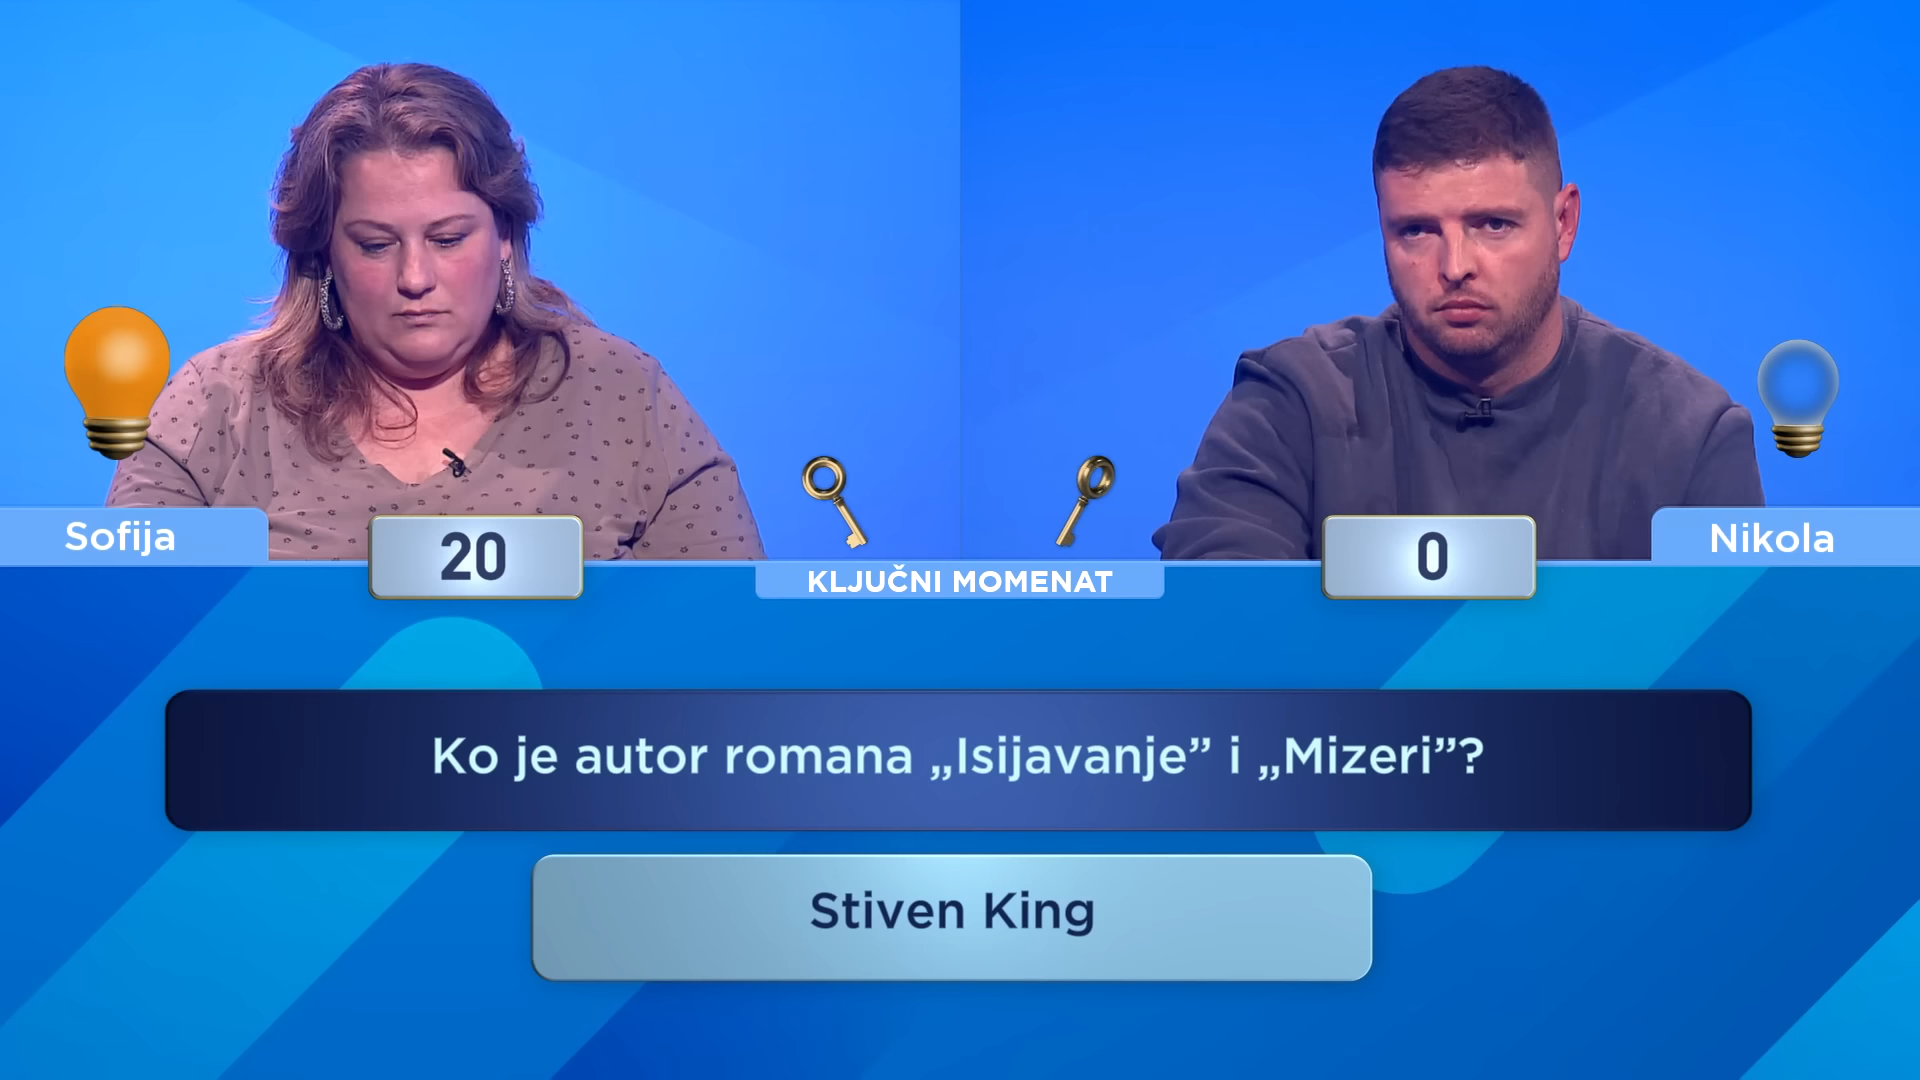 Sofija
20
KLJUČNI MOMENAT
0
Nikola
Ko je autor romana „Isijavanje” i „Mizeri”?
Stiven King